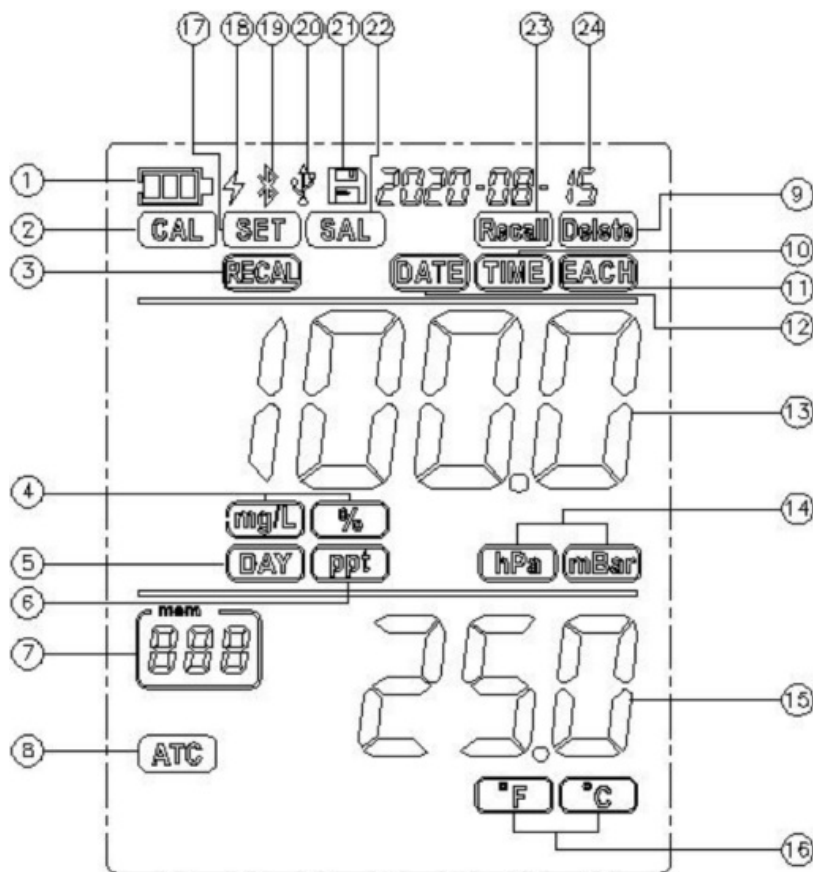 17 18 19 20 21 22 23 24
1 2020-08-15
2 CAL SET SAL Recall Delete 9
3 RECAL DATE TIME EACH 10
11
12
1000.0 13
4 mg/L % 14
5 DAY ppt hPa mBar
6
mem
7 888 25.0 15
8 ATC
°F °C
16